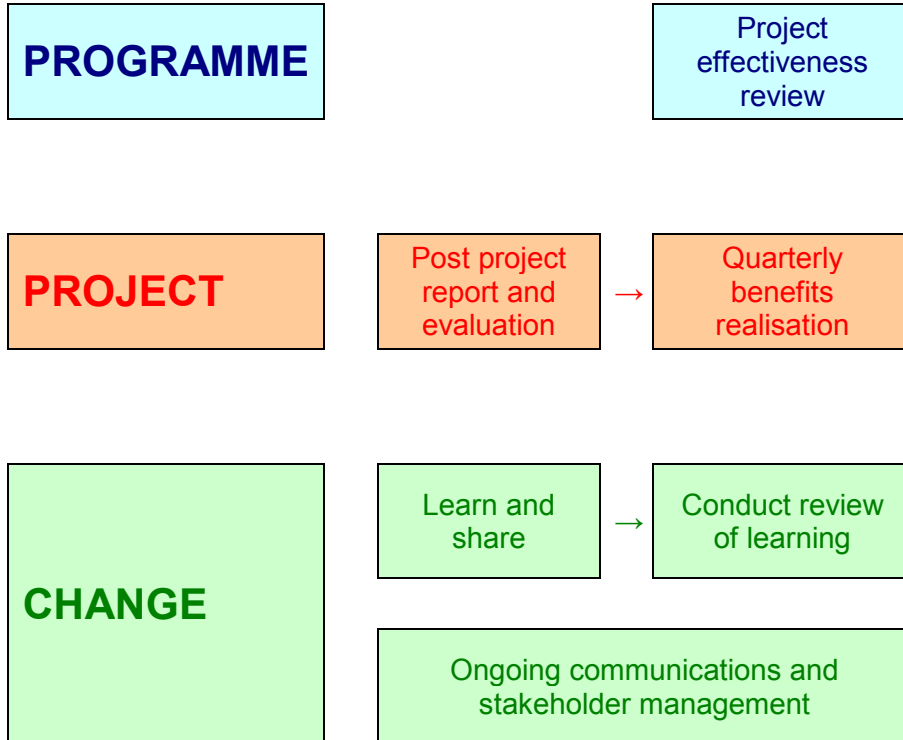 PROGRAMME
Project
effectiveness
review
PROJECT
Post project
report and
evaluation
→
Quarterly
benefits
realisation
CHANGE
Learn and
share
→
Conduct review
of learning
Ongoing communications and
stakeholder management